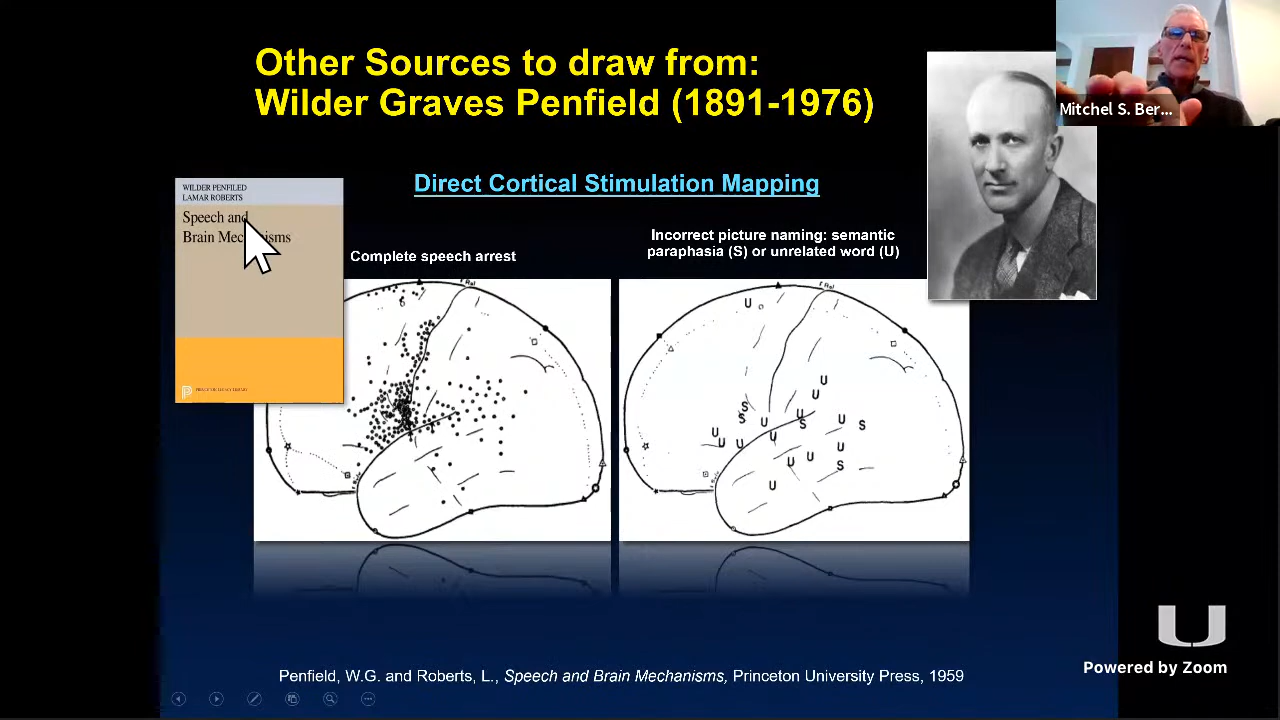 Other Sources to draw from:
Wilder Graves Penfield (1891-1976)
Mitchel S. Ber...
Direct Cortical Stimulation Mapping
WILDER PENFILED
LAMAR ROBERTS
Speech and
Brain Mechanisms
Complete speech arrest
Incorrect picture naming: semantic
paraphasia (S) or unrelated word (U)
U
U
U
S
S
U
U
S
U
S
U
U
U
U
U
U
U
S
U
Penfield, W.G. and Roberts, L., Speech and Brain Mechanisms, Princeton University Press, 1959
U
Powered by Zoom